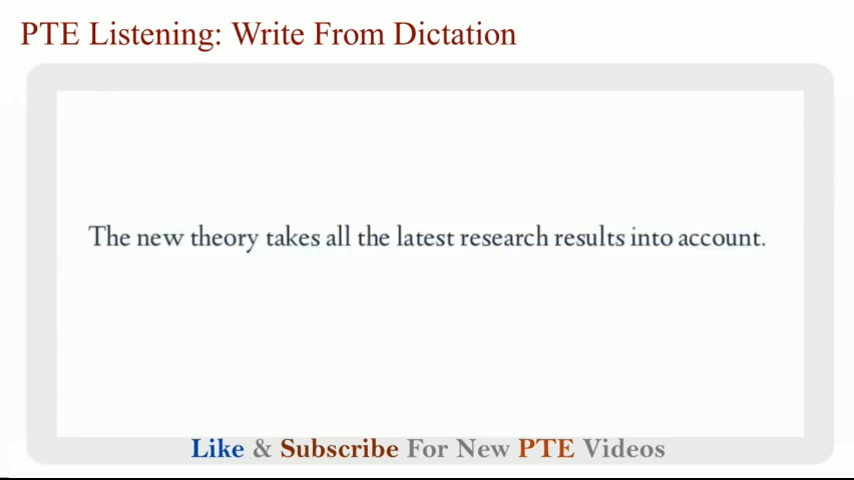 PTE Listening: Write From Dictation
The new theory takes all the latest research results into account.
Like & Subscribe For New PTE Videos